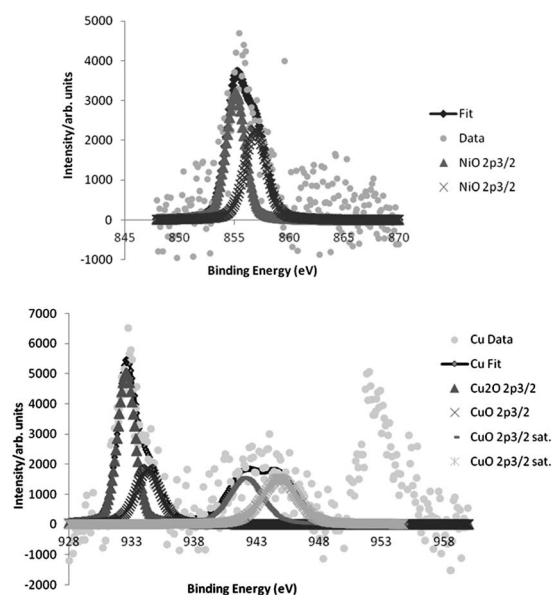 5000
4000
3000
2000
1000
0
-1000
845
850
855
860
865
870
Intensity/arb. units
Binding Energy (eV)
Fit
Data
NiO 2p3/2
NiO 2p3/2
7000
6000
5000
4000
3000
2000
1000
0
-1000
-2000
928
933
938
943
948
953
958
Intensity/arb. units
Binding Energy (eV)
Cu Data
Cu Fit
Cu2O 2p3/2
CuO 2p3/2
CuO 2p3/2 sat.
CuO 2p3/2 sat.